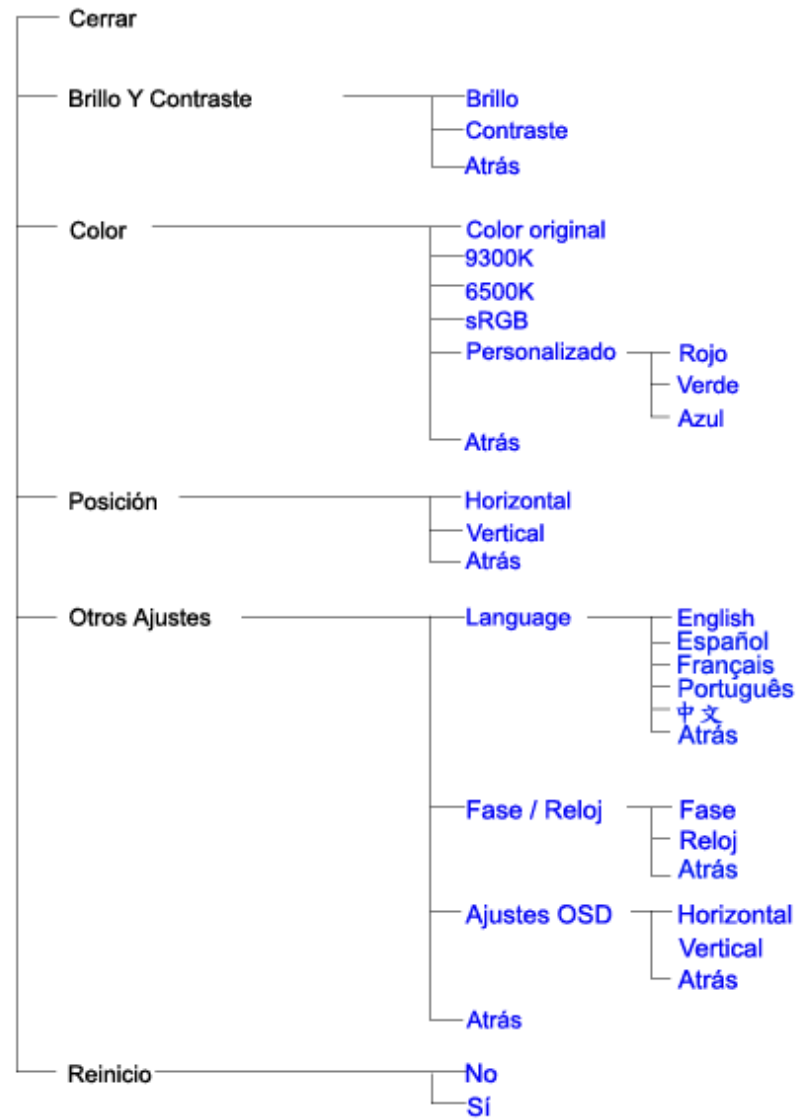 Cerrar
Brillo Y Contraste
Brillo
Contraste
Atrás
Color
Color original
9300K
6500K
sRGB
Personalizado
Rojo
Verde
Azul
Atrás
Posición
Horizontal
Vertical
Atrás
Otros Ajustes
Language
English
Español
Français
Português
中文
Atrás
Fase / Reloj
Fase
Reloj
Atrás
Ajustes OSD
Horizontal
Vertical
Atrás
Atrás
Reinicio
No
Sí